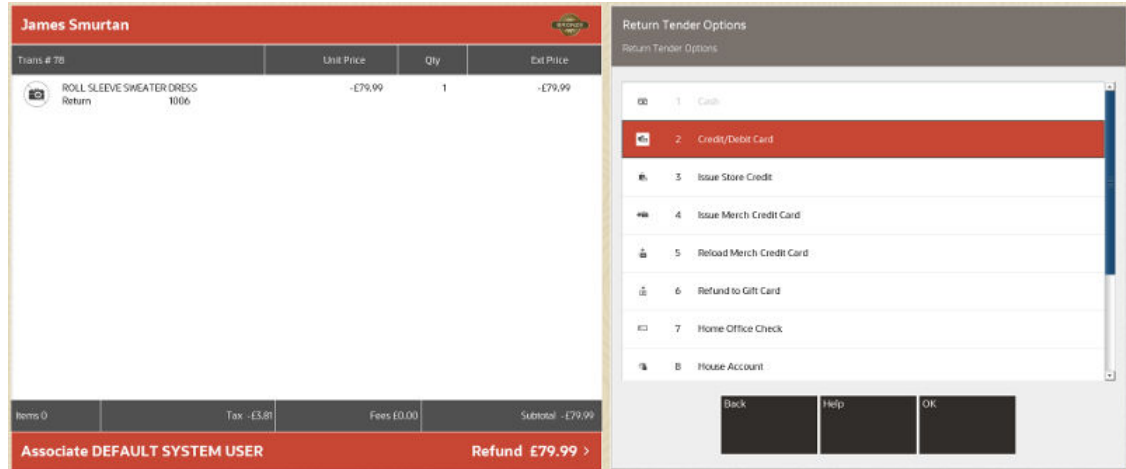 James Smurtan
BRONZE
Trans # 78 Unit Price Qty Ext Price
ROLL SLEEVE SWEATER DRESS -£79.99 1 -£79.99
Return 1006
Items 0 Tax -£3.81 Fees £0.00 Subtotal -£79.99
Associate DEFAULT SYSTEM USER Refund £79.99 >
Return Tender Options
Return Tender Options
1 Cash
2 Credit/Debit Card
3 Issue Store Credit
4 Issue Merch Credit Card
5 Reload Merch Credit Card
6 Refund to Gift Card
7 Home Office Check
8 House Account
Back Help OK